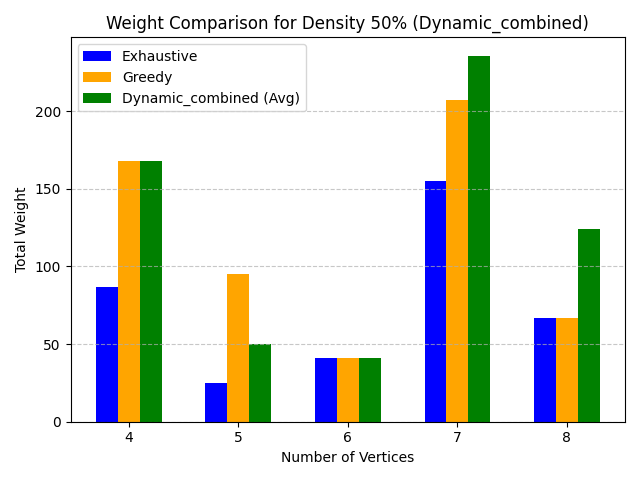 Weight Comparison for Density 50% (Dynamic_combined)
Exhaustive
Greedy
Dynamic_combined (Avg)
Total Weight
200
150
100
50
0
4 5 6 7 8
Number of Vertices